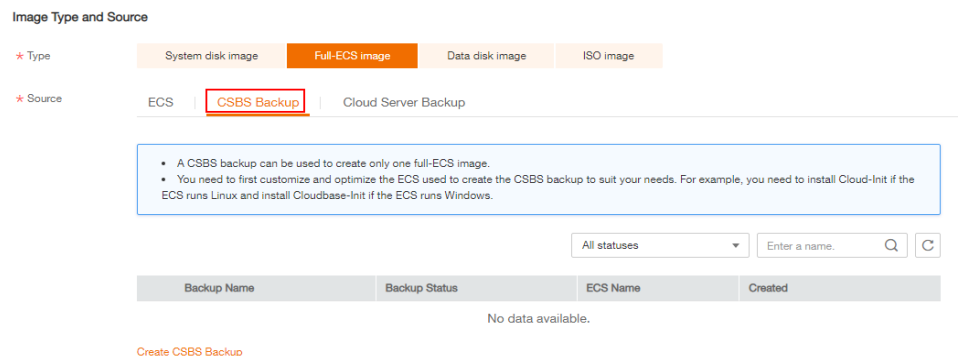 Image Type and Source
* Type
System disk image
Full-ECS image
Data disk image
ISO image
* Source
ECS
CSBS Backup
Cloud Server Backup
• A CSBS backup can be used to create only one full-ECS image.
• You need to first customize and optimize the ECS used to create the CSBS backup to suit your needs. For example, you need to install Cloud-Init if the
ECS runs Linux and install Cloudbase-Init if the ECS runs Windows.
All statuses
Enter a name.
Backup Name
Backup Status
ECS Name
Created
No data available.
Create CSBS Backup